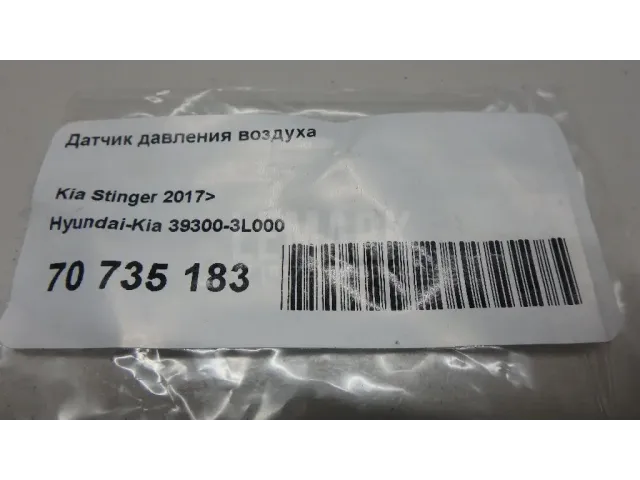 Датчик давления воздуха
Kia Stinger 2017>
Hyundai-Kia 39300-3L000
70 735 183